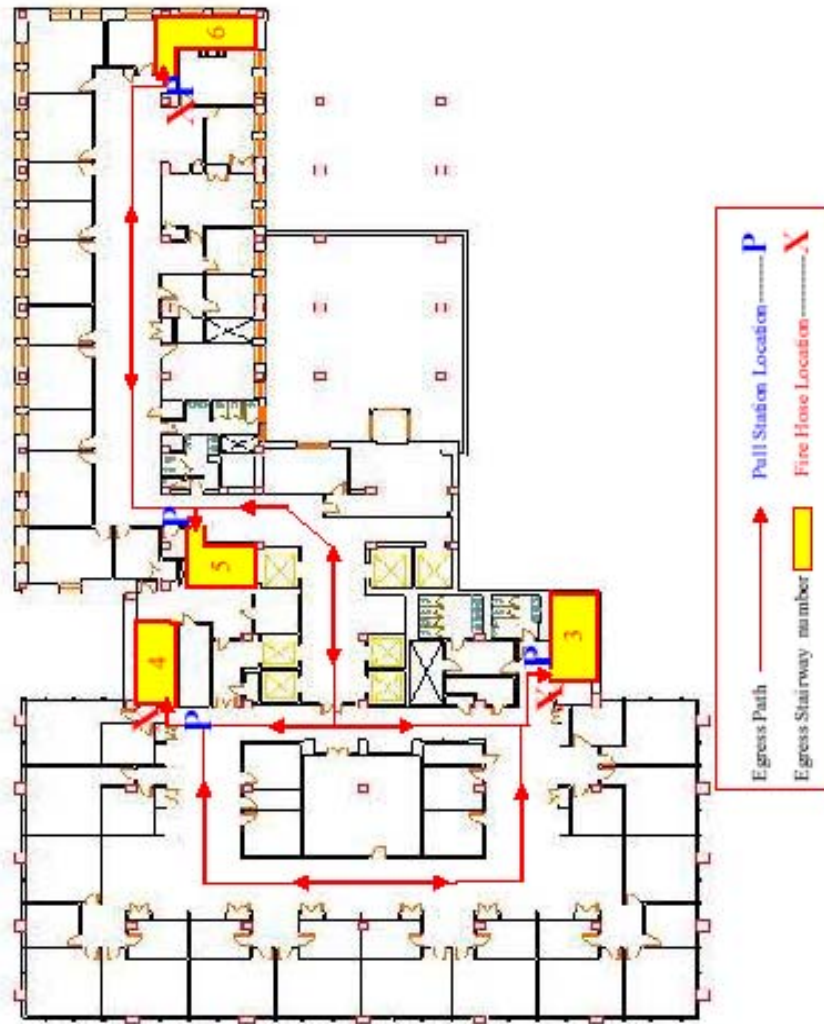 6
P
X
P
5
4
X
P
3
P
X
Egress Path
Pull Station Location-------P
Egress Stairway number
Fire Hose Location----------X